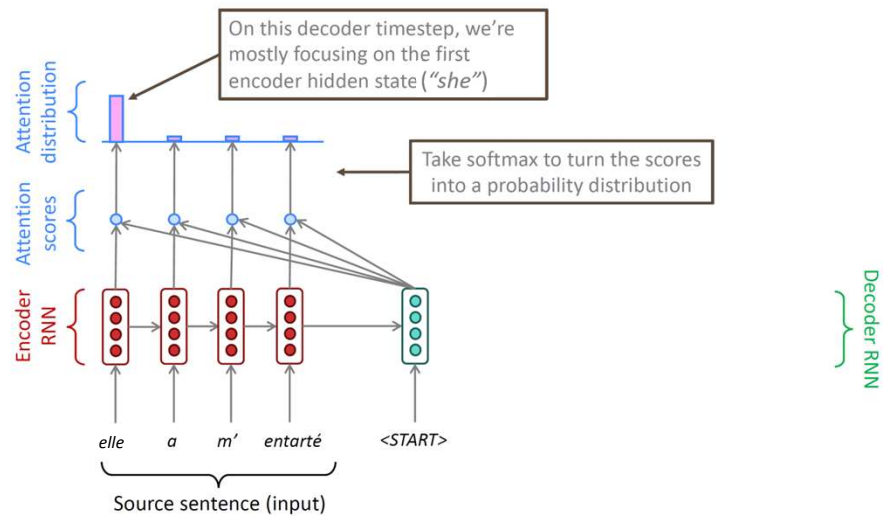 On this decoder timestep, we're
mostly focusing on the first
encoder hidden state ("she")
Attention
distribution
Take softmax to turn the scores
into a probability distribution
Attention
scores
Encoder
RNN
Decoder RNN
elle a m' entarté <START>
Source sentence (input)